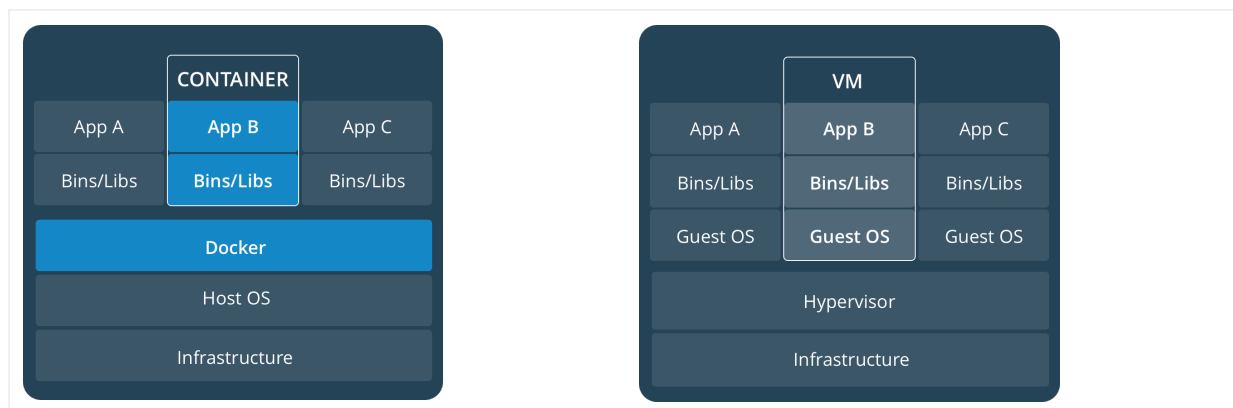 CONTAINER
App A
App B
App C
Bins/Libs
Bins/Libs
Bins/Libs
Docker
Host OS
Infrastructure
VM
App A
App B
App C
Bins/Libs
Bins/Libs
Bins/Libs
Guest OS
Guest OS
Guest OS
Hypervisor
Infrastructure